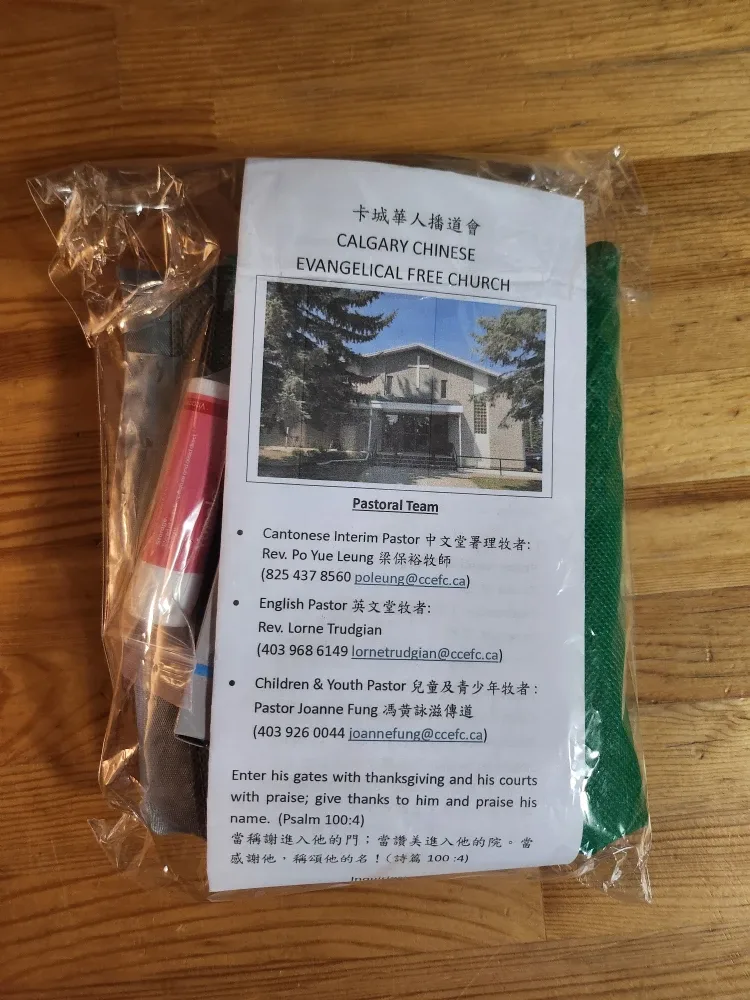 卡城華人播道會
CALGARY CHINESE
EVANGELICAL FREE CHURCH
Pastoral Team
• Cantonese Interim Pastor 中文堂署理牧者:
Rev. Po Yue Leung 梁保裕牧師
(825 437 8560 poleung@ccefc.ca)
• English Pastor 英文堂牧者:
Rev. Lorne Trudgian
(403 968 6149 lornetrudgian@ccefc.ca)
• Children & Youth Pastor 兒童及青少年牧者:
Pastor Joanne Fung 馮黃詠滋傳道
(403 926 0044 joannefung@ccefc.ca)
Enter his gates with thanksgiving and his courts
with praise; give thanks to him and praise his
name. (Psalm 100:4)
當稱謝進入他的門；當讚美進入他的院。當
感謝他，稱頌他的名！(詩篇 100:4)